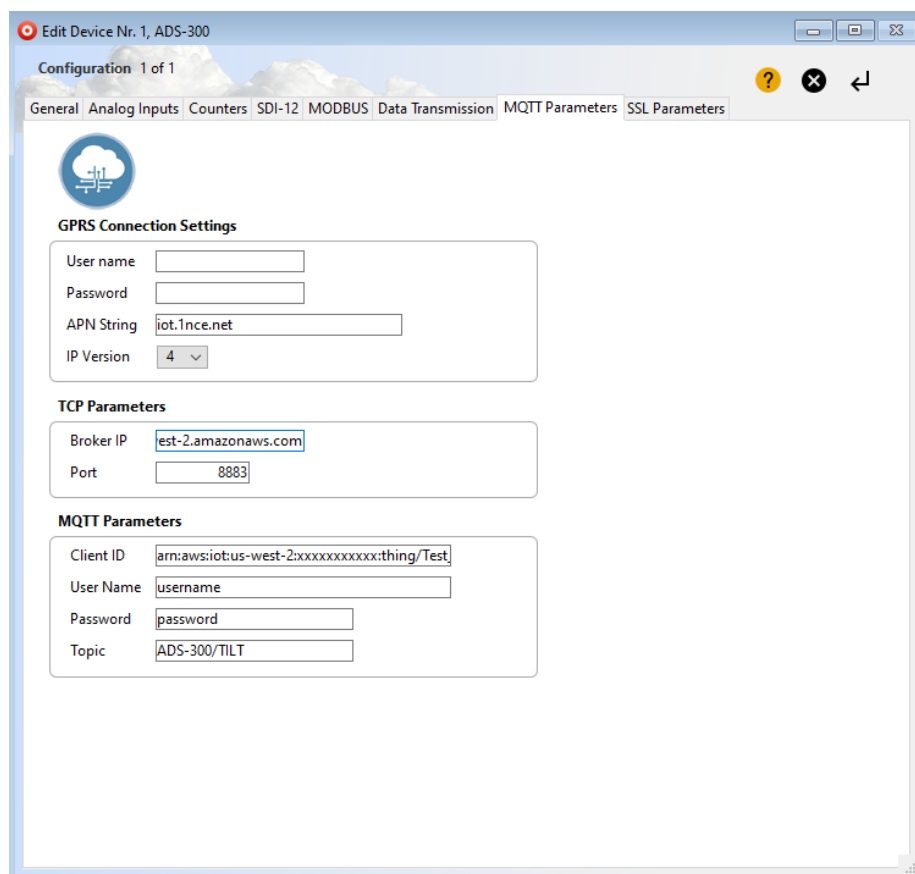 Edit Device Nr. 1, ADS-300
Configuration 1 of 1
?
General Analog Inputs Counters SDI-12 MODBUS Data Transmission MQTT Parameters SSL Parameters
GPRS Connection Settings
User name
Password
APN String iot.1nce.net
IP Version 4
TCP Parameters
Broker IP est-2.amazonaws.com
Port 8883
MQTT Parameters
Client ID arn:aws:iot:us-west-2:xxxxxxxxxxx:thing/Test_
User Name username
Password password
Topic ADS-300/TILT